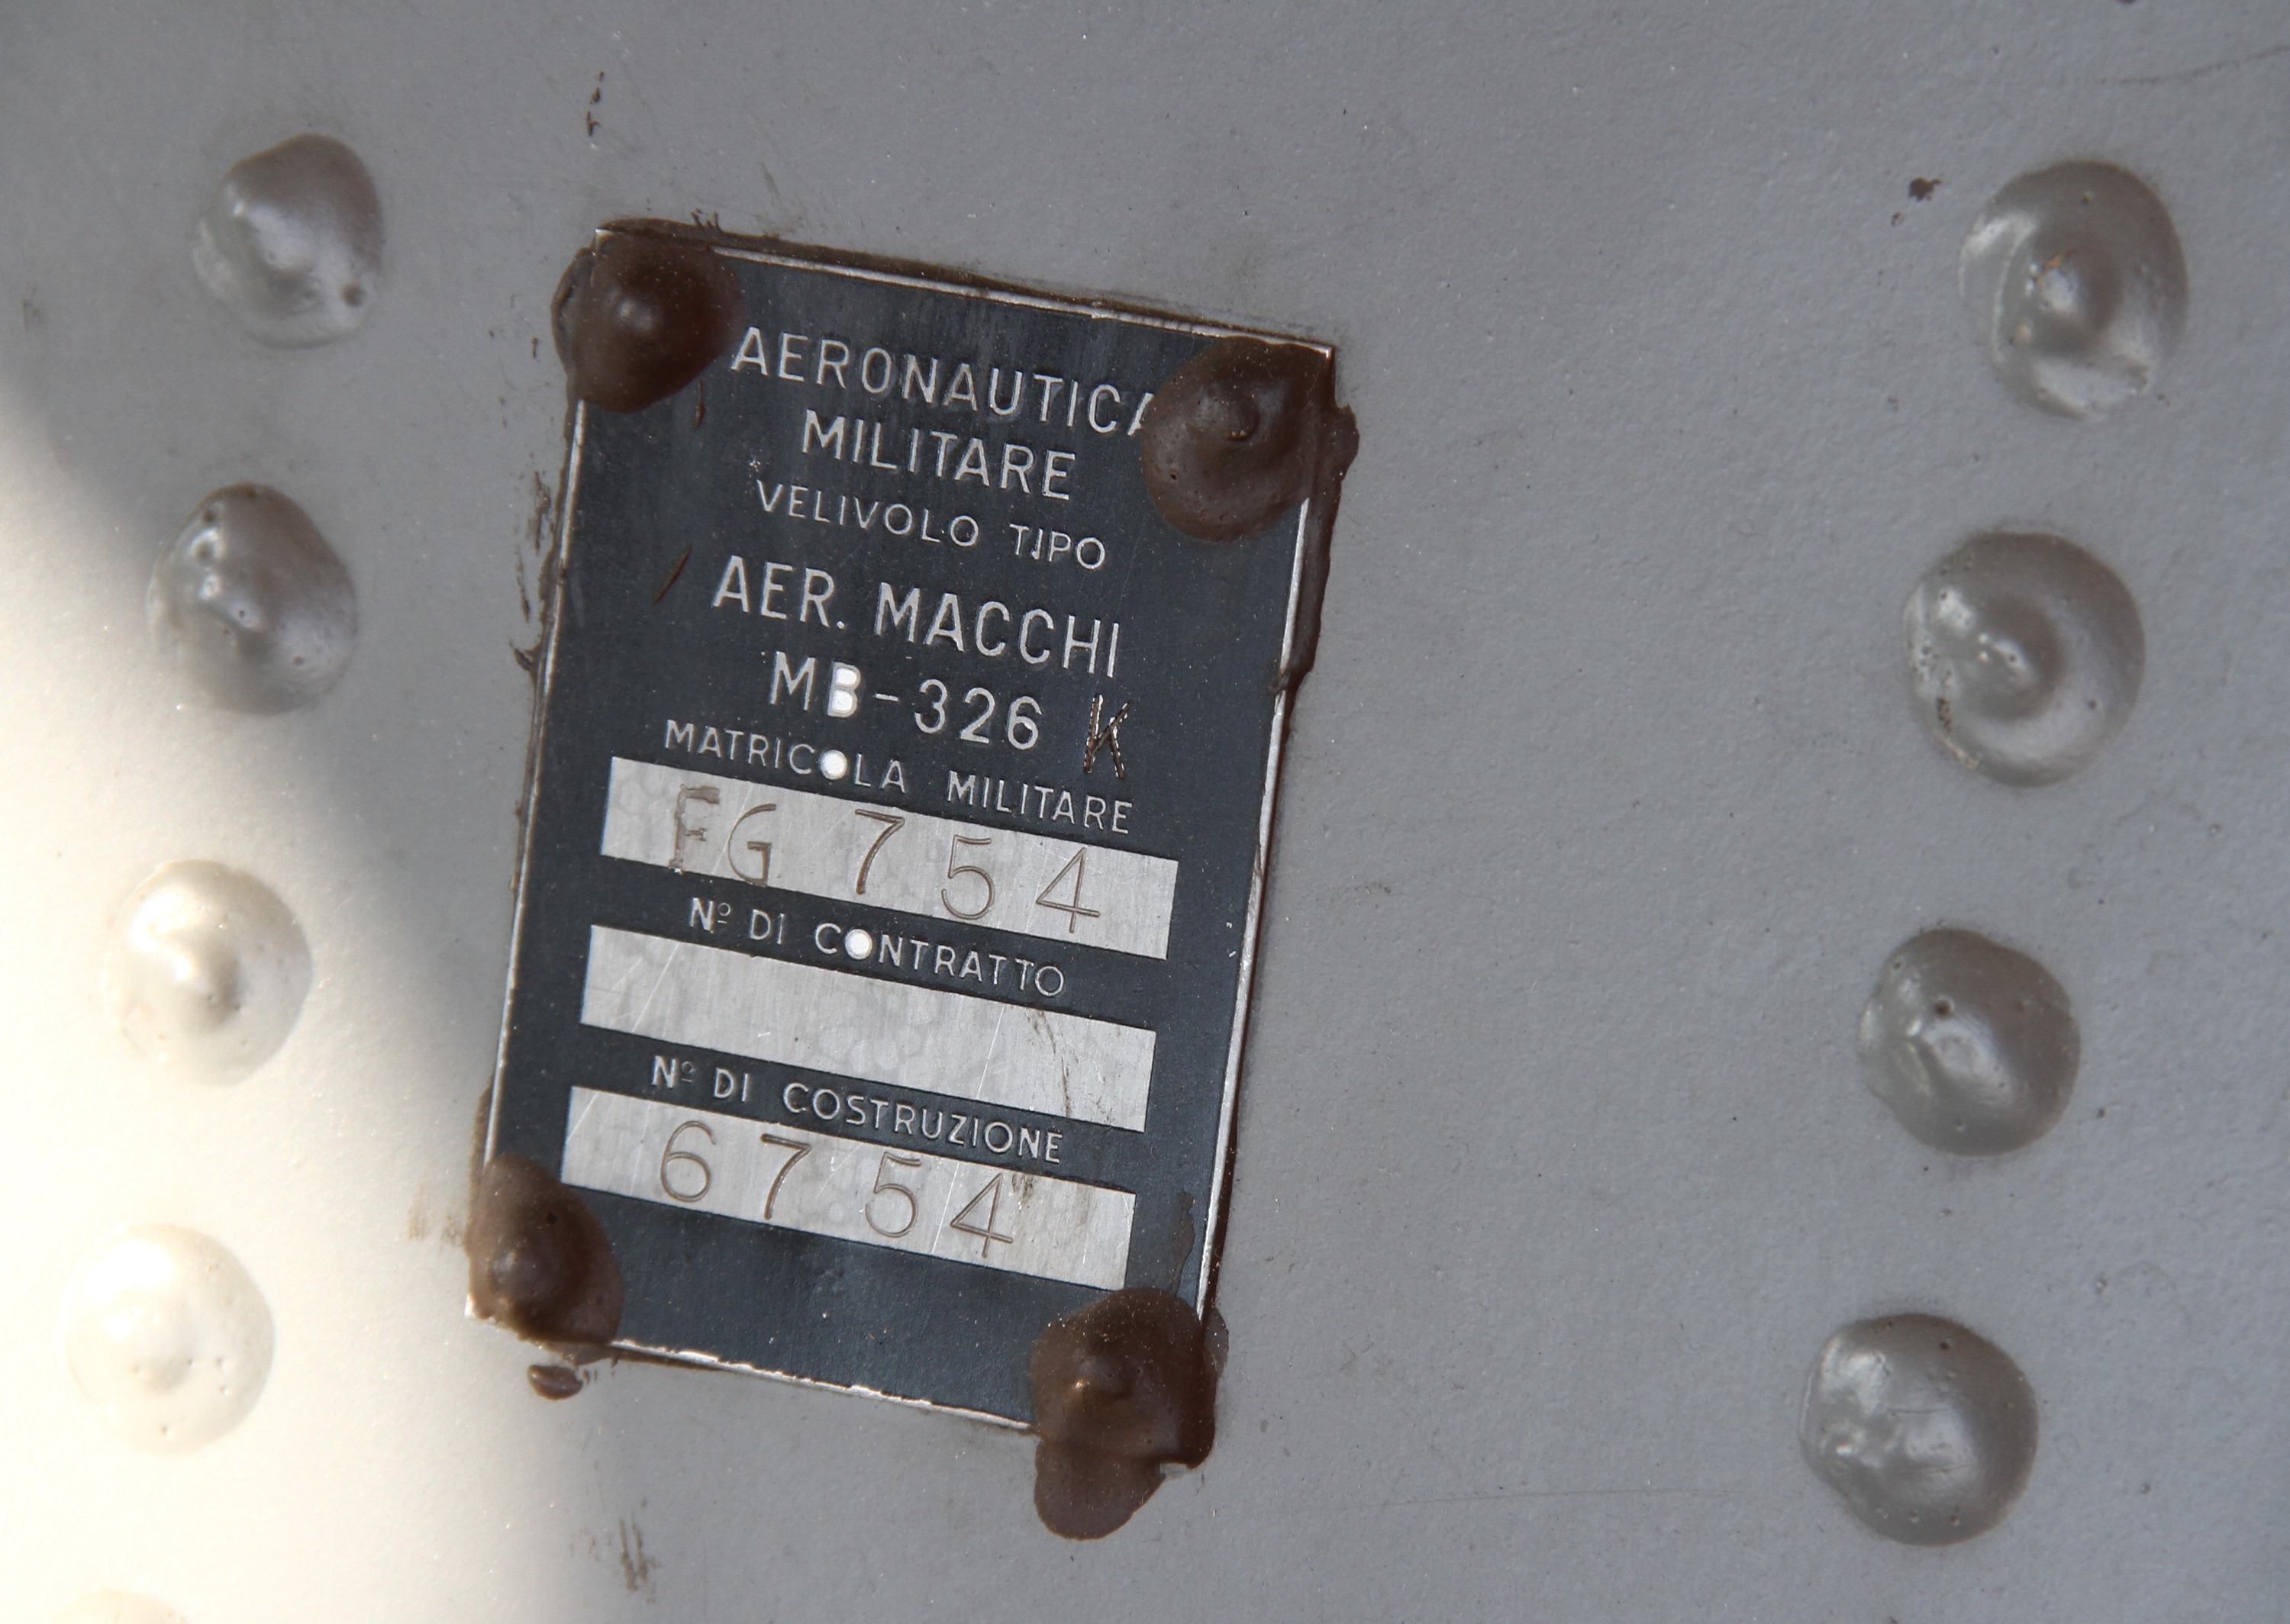 AERONAUTICA
MILITARE
VELIVOLO TIPO
AER. MACCHI
MB-326 K
MATRICOLA MILITARE
FG 754
Nº DI CONTRATTO
Nº DI COSTRUZIONE
6754